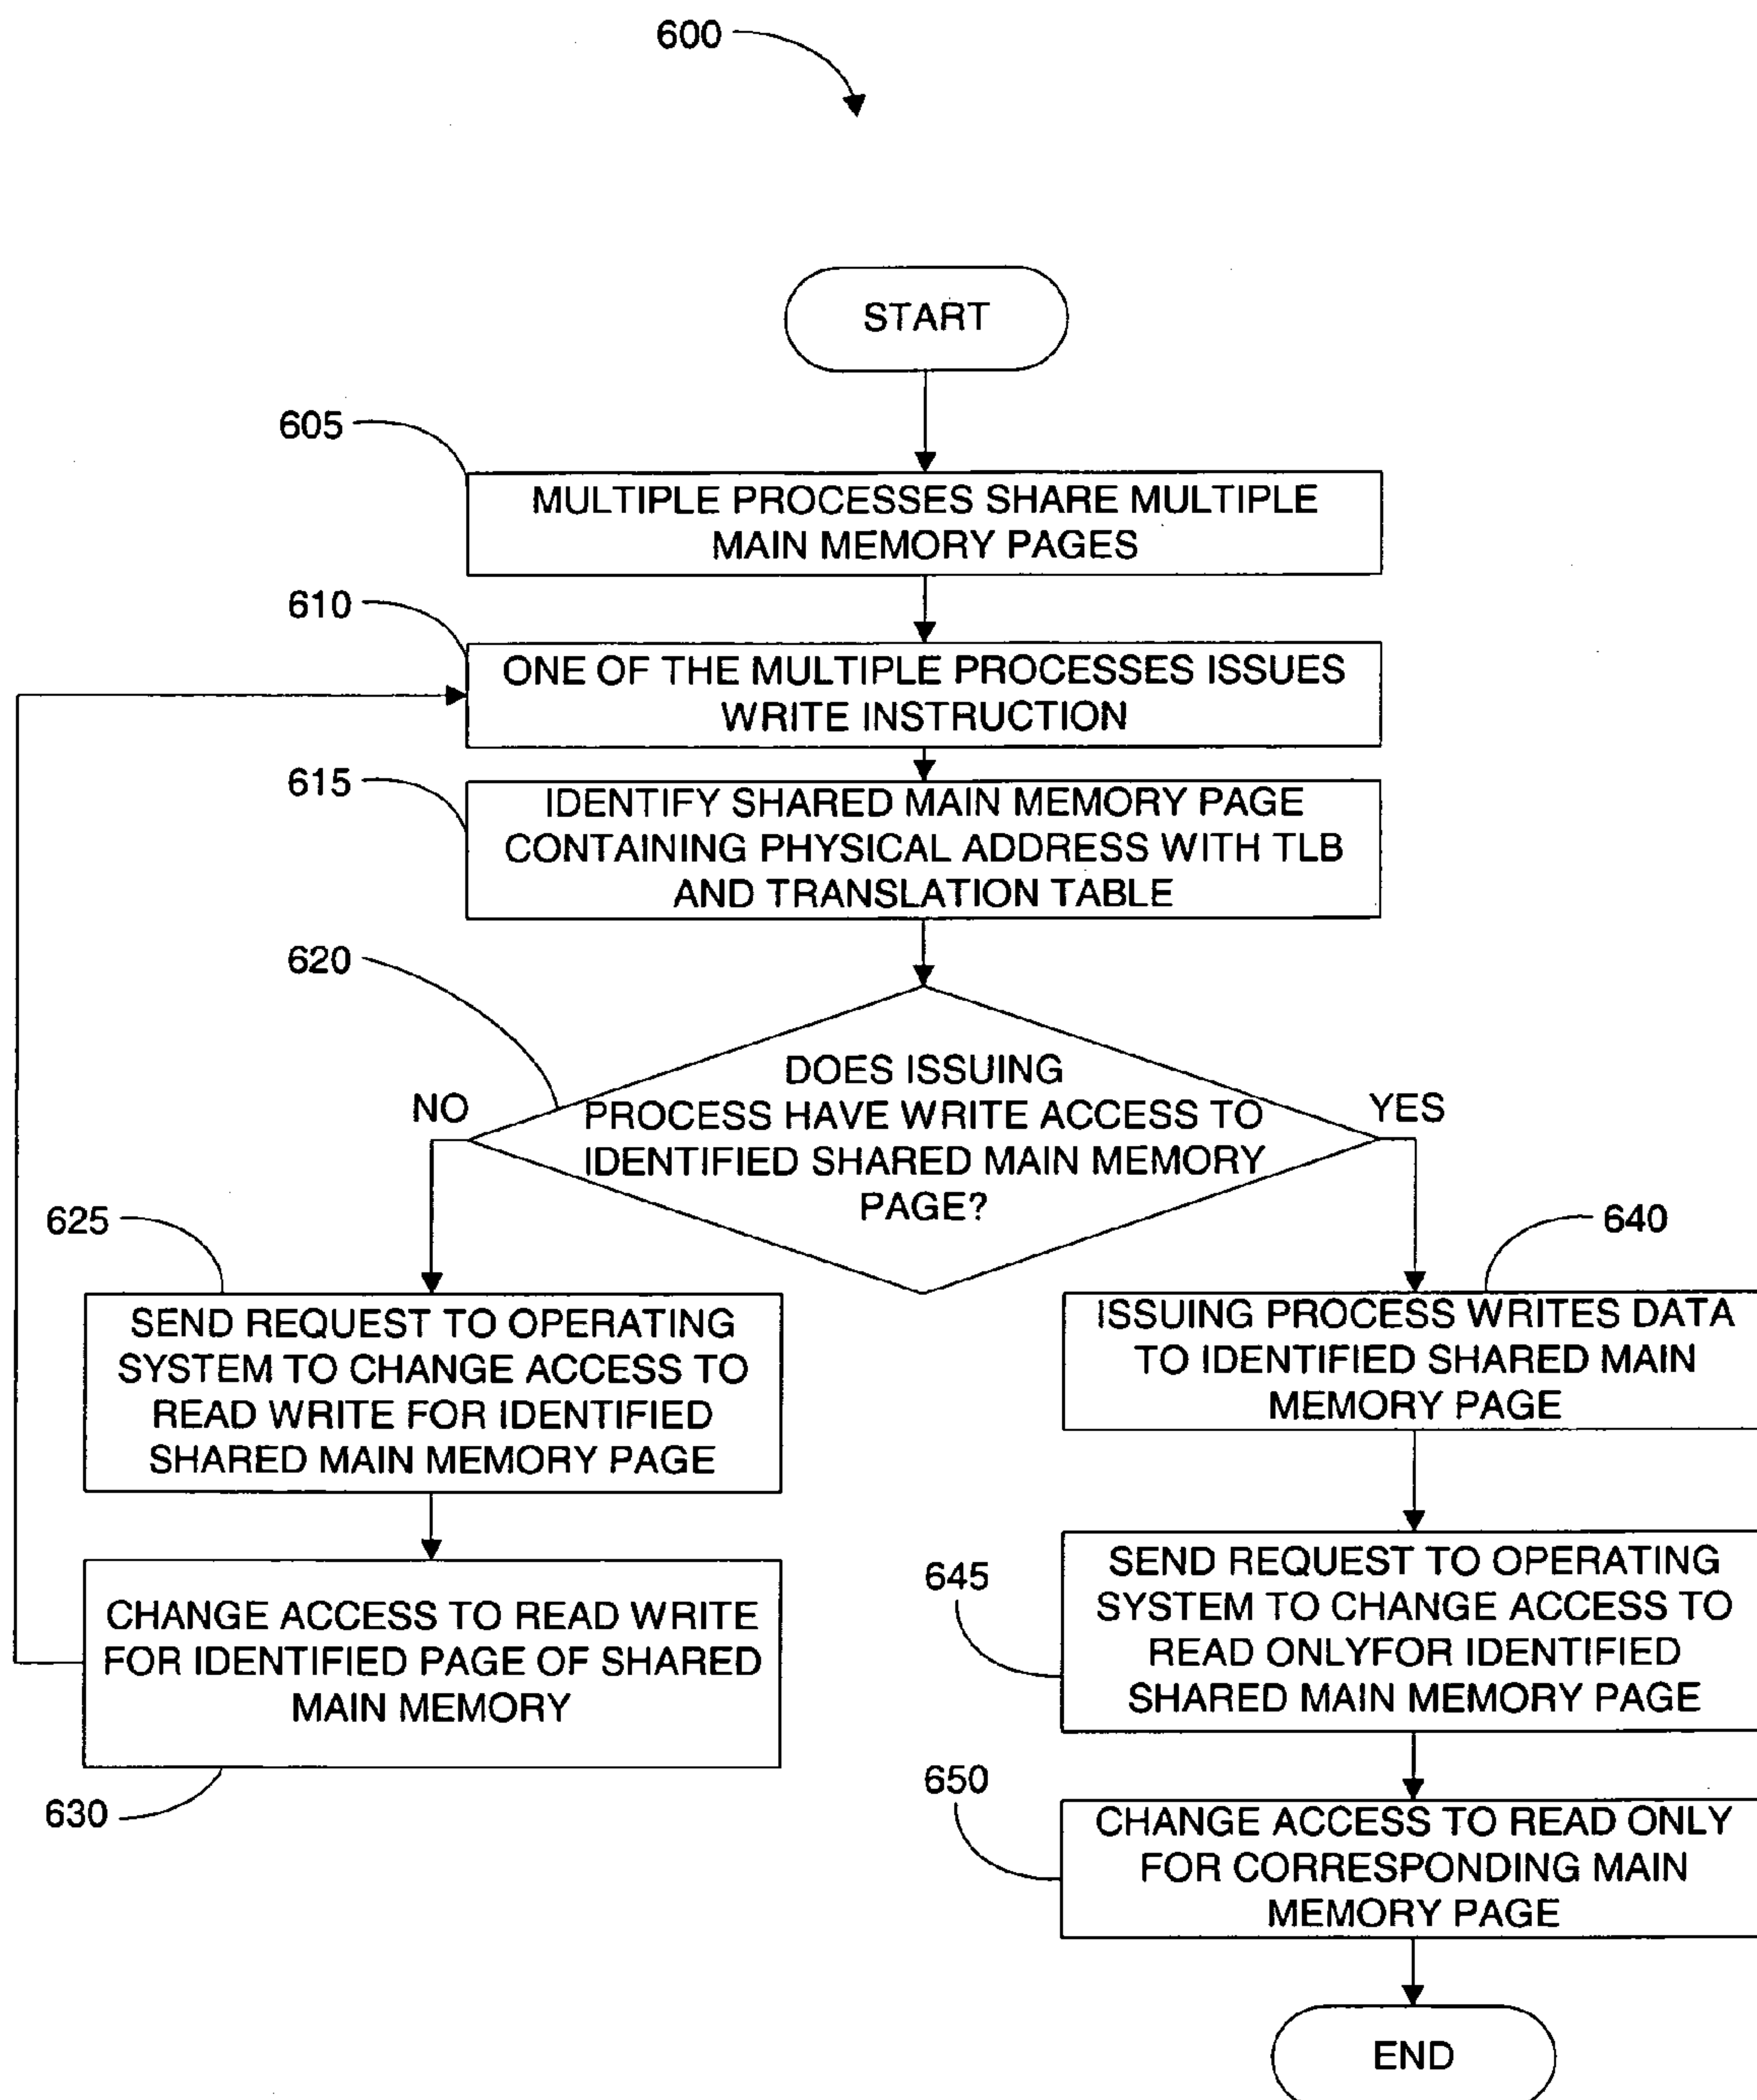 600
START
605
MULTIPLE PROCESSES SHARE MULTIPLE
MAIN MEMORY PAGES
610
ONE OF THE MULTIPLE PROCESSES ISSUES
WRITE INSTRUCTION
615
IDENTIFY SHARED MAIN MEMORY PAGE
CONTAINING PHYSICAL ADDRESS WITH TLB
AND TRANSLATION TABLE
620
DOES ISSUING
PROCESS HAVE WRITE ACCESS TO
IDENTIFIED SHARED MAIN MEMORY
PAGE?
NO
YES
625
SEND REQUEST TO OPERATING
SYSTEM TO CHANGE ACCESS TO
READ WRITE FOR IDENTIFIED
SHARED MAIN MEMORY PAGE
CHANGE ACCESS TO READ WRITE
FOR IDENTIFIED PAGE OF SHARED
MAIN MEMORY
630
640
ISSUING PROCESS WRITES DATA
TO IDENTIFIED SHARED MAIN
MEMORY PAGE
645
SEND REQUEST TO OPERATING
SYSTEM TO CHANGE ACCESS TO
READ ONLYFOR IDENTIFIED
SHARED MAIN MEMORY PAGE
650
CHANGE ACCESS TO READ ONLY
FOR CORRESPONDING MAIN
MEMORY PAGE
END